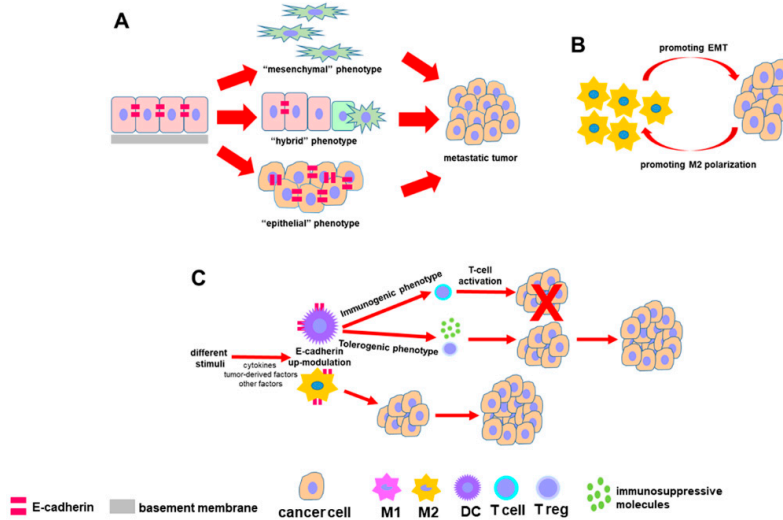 A
"mesenchymal" phenotype
"hybrid" phenotype
"epithelial" phenotype
metastatic tumor
B
promoting EMT
promoting M2 polarization
C
different
stimuli
cytokines
tumor-derived factors
other factors
E-cadherin
up-modulation
Immunogenic phenotype
Tolerogenic phenotype
T-cell
activation
X
E-cadherin
basement membrane
cancer cell
M1
M2
DC
T cell
T reg
immunosuppressive
molecules